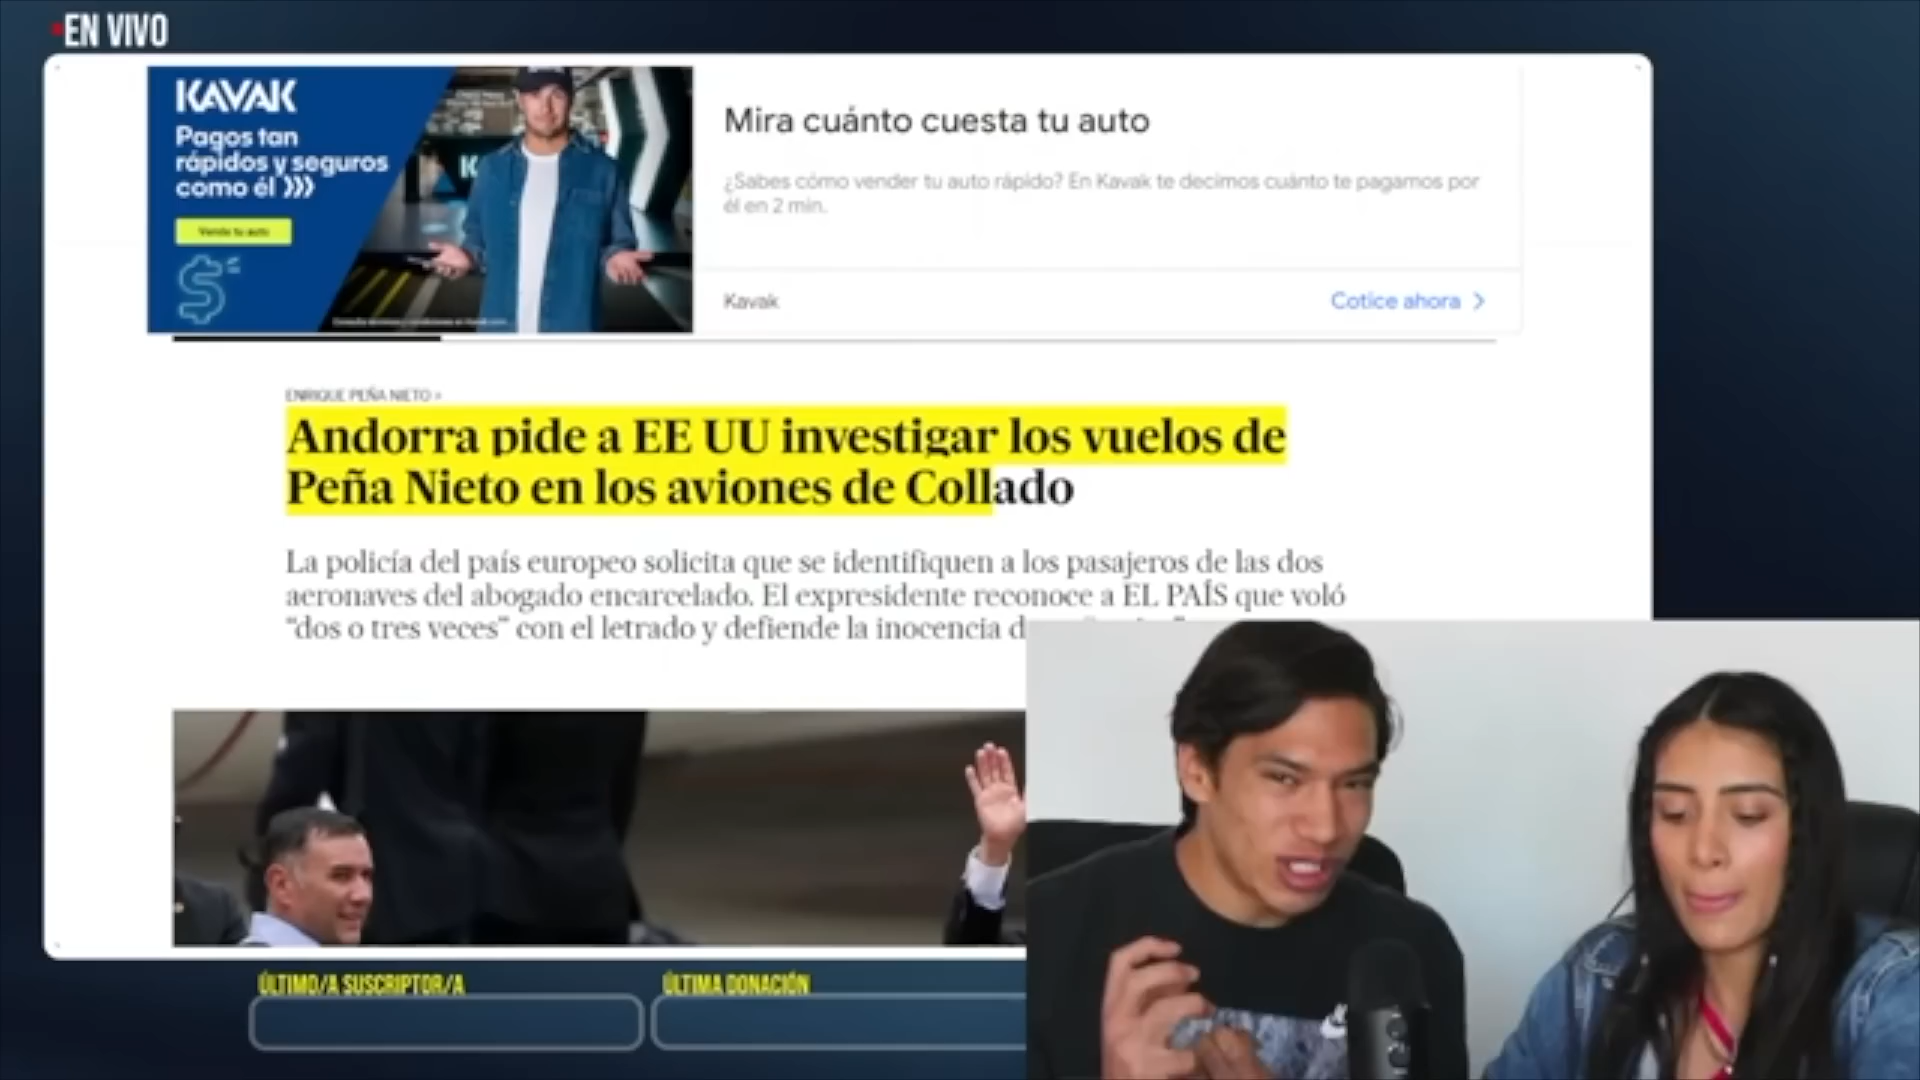 EN VIVO
KAVAK
Pagos tan
rápidos y seguros
como él
Vende tu auto
Mira cuánto cuesta tu auto
¿Sabes cómo vender tu auto rápido? En Kavak te decimos cuánto te pagamos por
él en 2 min.
Kavak
Cotice ahora
ENRIQUE PEÑA NIETO >
Andorra pide a EE UU investigar los vuelos de
Peña Nieto en los aviones de Collado
La policía del país europeo solicita que se identifiquen a los pasajeros de las dos
aeronaves del abogado encarcelado. El expresidente reconoce a EL PAÍS que voló
“dos o tres veces” con el letrado y defiende la inocencia
ÚLTIMO/A SUSCRIPTOR/A
ÚLTIMA DONACIÓN